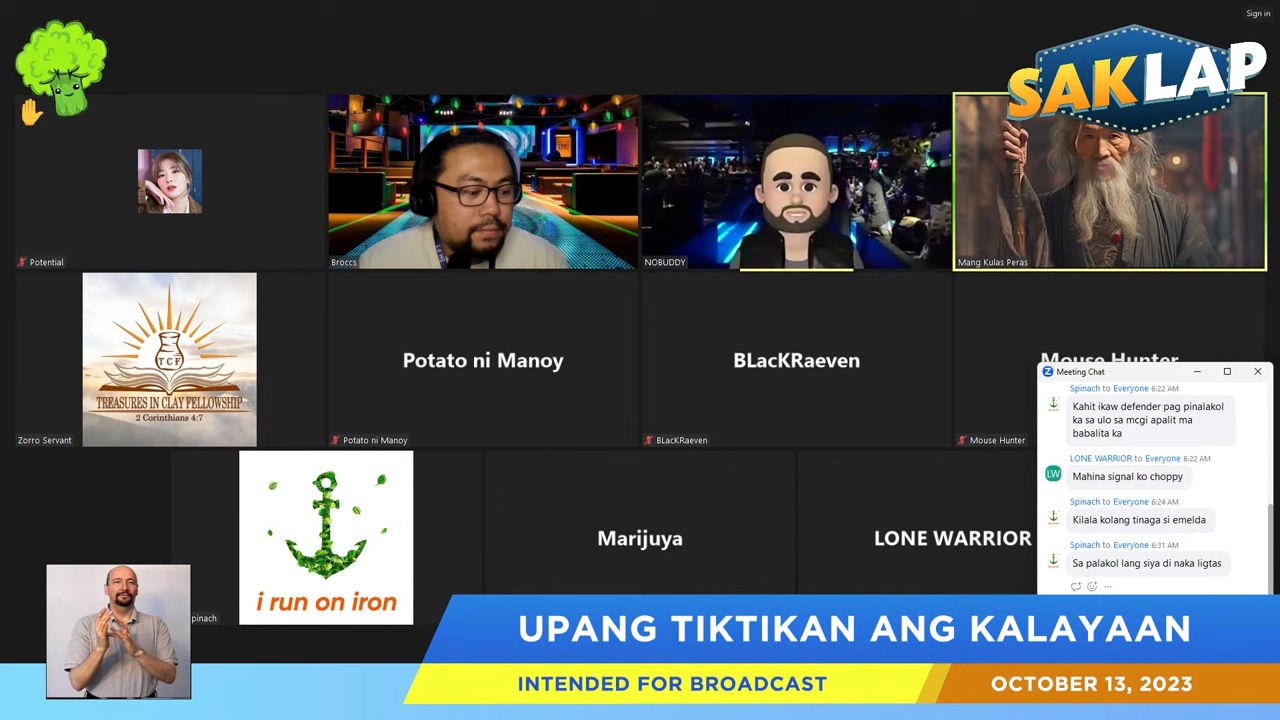 Sign in
SAKLAP
Potential
Broccs
NOBUDDY
Mang Kulas Peras
TCF
TREASURES IN CLAY FELLOWSHIP
2 Corinthians 4:7
Zorro Servant
Potato ni Manoy
Potato ni Manoy
BLacKRaeven
BLacKRaeven
Mouse Hunter
Mouse Hunter
Meeting Chat
Spinach to Everyone 6:22 AM
Kahit ikaw defender pag pinalakol
ka sa ulo sa mcgi apalit ma
babalita ka
LONE WARRIOR to Everyone 6:22 AM
LW
Mahina signal ko choppy
Spinach to Everyone 6:24 AM
Kilala kolang tinaga si emelda
Spinach to Everyone 6:31 AM
Sa palakol lang siya di naka ligtas
i run on iron
pinach
Marijuya
LONE WARRIOR
UPANG TIKTIKAN ANG KALAYAAN
INTENDED FOR BROADCAST
OCTOBER 13, 2023